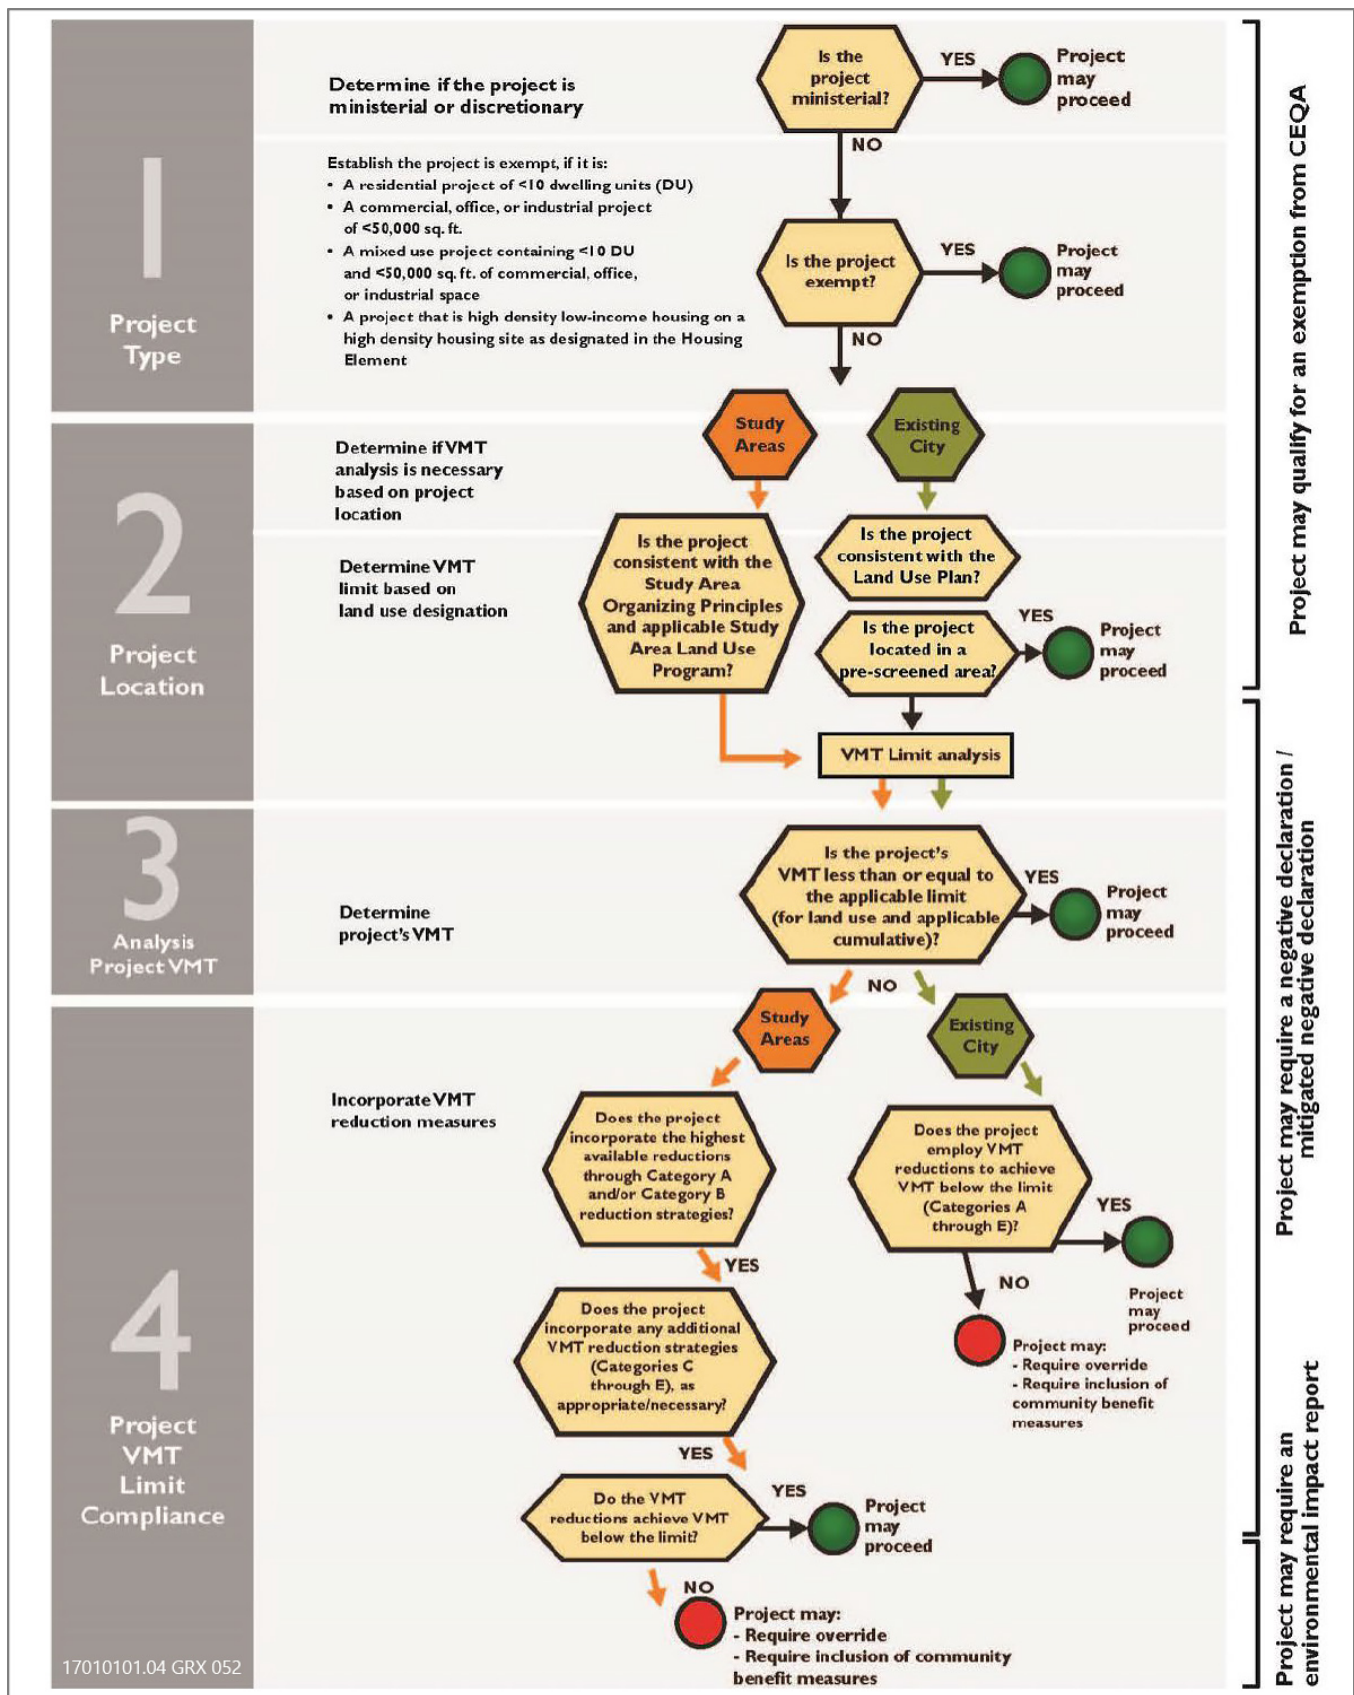 1
Project
Type
Determine if the project is
ministerial or discretionary
Is the
project
ministerial?
YES
Project
may
proceed
NO
Establish the project is exempt, if it is:
• A residential project of <10 dwelling units (DU)
• A commercial, office, or industrial project
of <50,000 sq. ft.
• A mixed use project containing <10 DU
and <50,000 sq. ft. of commercial, office,
or industrial space
• A project that is high density low-income housing on a
high density housing site as designated in the Housing
Element
Is the project
exempt?
YES
Project
may
proceed
NO
2
Project
Location
Determine if VMT
analysis is necessary
based on project
location
Study
Areas
Existing
City
Determine VMT
limit based on
land use designation
Is the project
consistent with the
Study Area
Organizing Principles
and applicable Study
Area Land Use
Program?
Is the project
consistent with the
Land Use Plan?
Is the project
located in a
pre-screened area?
YES
Project
may
proceed
VMT Limit analysis
3
Analysis
Project VMT
Determine
project's VMT
Is the project's
VMT less than or equal to
the applicable limit
(for land use and applicable
cumulative)?
YES
Project
may
proceed
NO
4
Project
VMT
Limit
Compliance
Incorporate VMT
reduction measures
Study
Areas
Existing
City
Does the project
incorporate the highest
available reductions
through Category A
and/or Category B
reduction strategies?
YES
Does the project
incorporate any additional
VMT reduction strategies
(Categories C
through E), as
appropriate/necessary?
YES
Do the VMT
reductions achieve VMT
below the limit?
YES
Project
may
proceed
NO
Project may:
- Require override
- Require inclusion of community
benefit measures
Does the project
employ VMT
reductions to achieve
VMT below the limit
(Categories A
through E)?
YES
Project
may
proceed
NO
Project may:
- Require override
- Require inclusion of
community benefit
measures
Project may qualify for an exemption from CEQA
Project may require a negative declaration /
mitigated negative declaration
Project may require an
environmental impact report
17010101.04 GRX 052